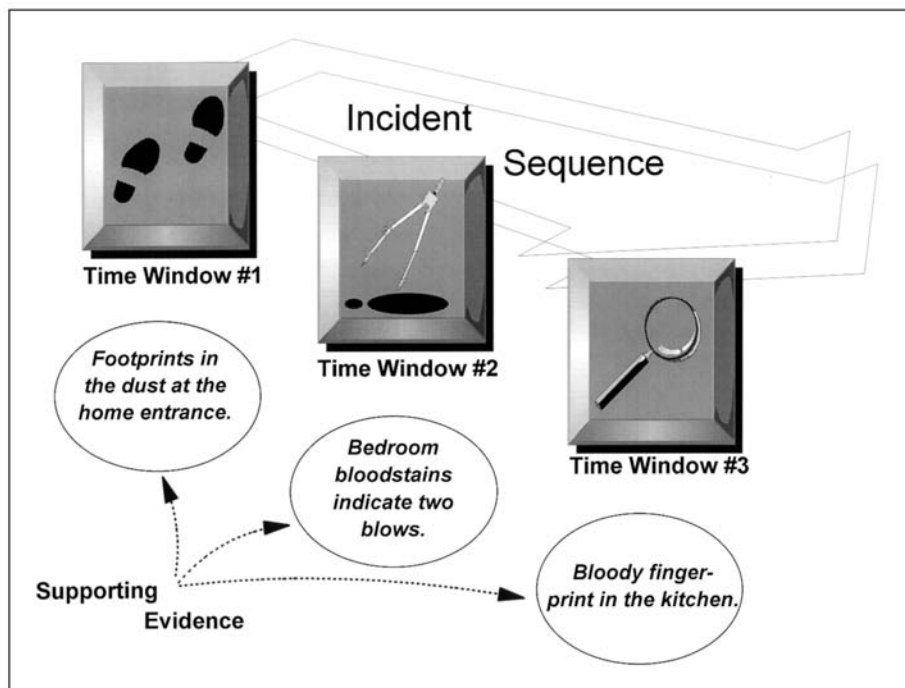 Incident
Sequence
Time Window #1
Time Window #2
Time Window #3
Footprints in
the dust at the
home entrance.
Bedroom
bloodstains
indicate two
blows.
Bloody finger-
print in the kitchen.
Supporting
Evidence